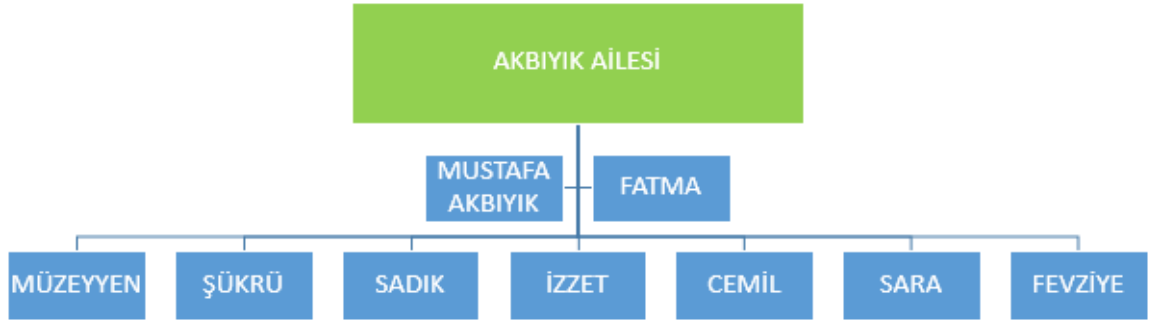 AKBIYIK AİLESİ
MUSTAFA
AKBIYIK
FATMA
MÜZEYYEN
ŞÜKRÜ
SADIK
İZZET
CEMİL
SARA
FEVZİYE